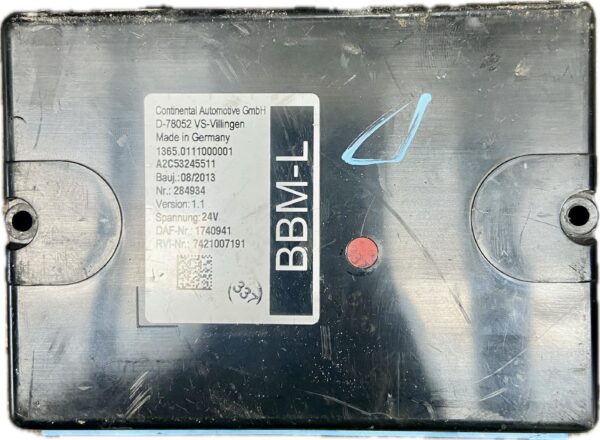 Continental Automotive GmbH
D-78052 VS-Villingen
Made in Germany
1365.0111000001
A2C53245511
Bauj.:08/2013
Nr.: 284934
Version: 1.1
Spannung: 24V
DAF-Nr.: 1740941
RVI-Nr.: 7421007191
(337)
BBM-L